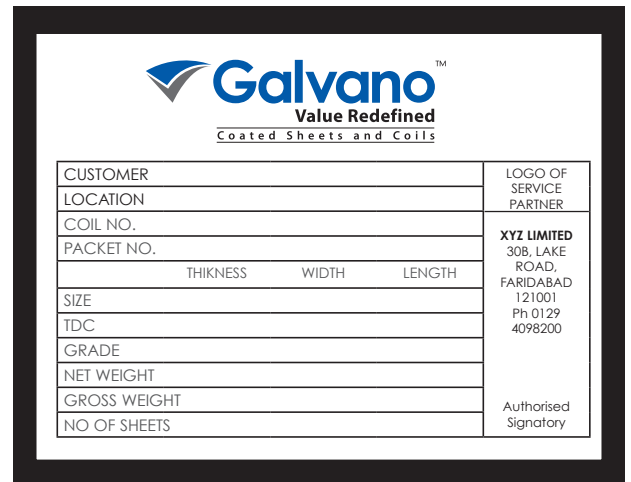 Galvano™
Value Redefined
Coated Sheets and Coils
CUSTOMER
LOCATION
COIL NO.
PACKET NO.
THIKNESS WIDTH LENGTH
SIZE
TDC
GRADE
NET WEIGHT
GROSS WEIGHT
NO OF SHEETS
LOGO OF
SERVICE
PARTNER
XYZ LIMITED
30B, LAKE
ROAD,
FARIDABAD
121001
Ph 0129
4098200
Authorised
Signatory